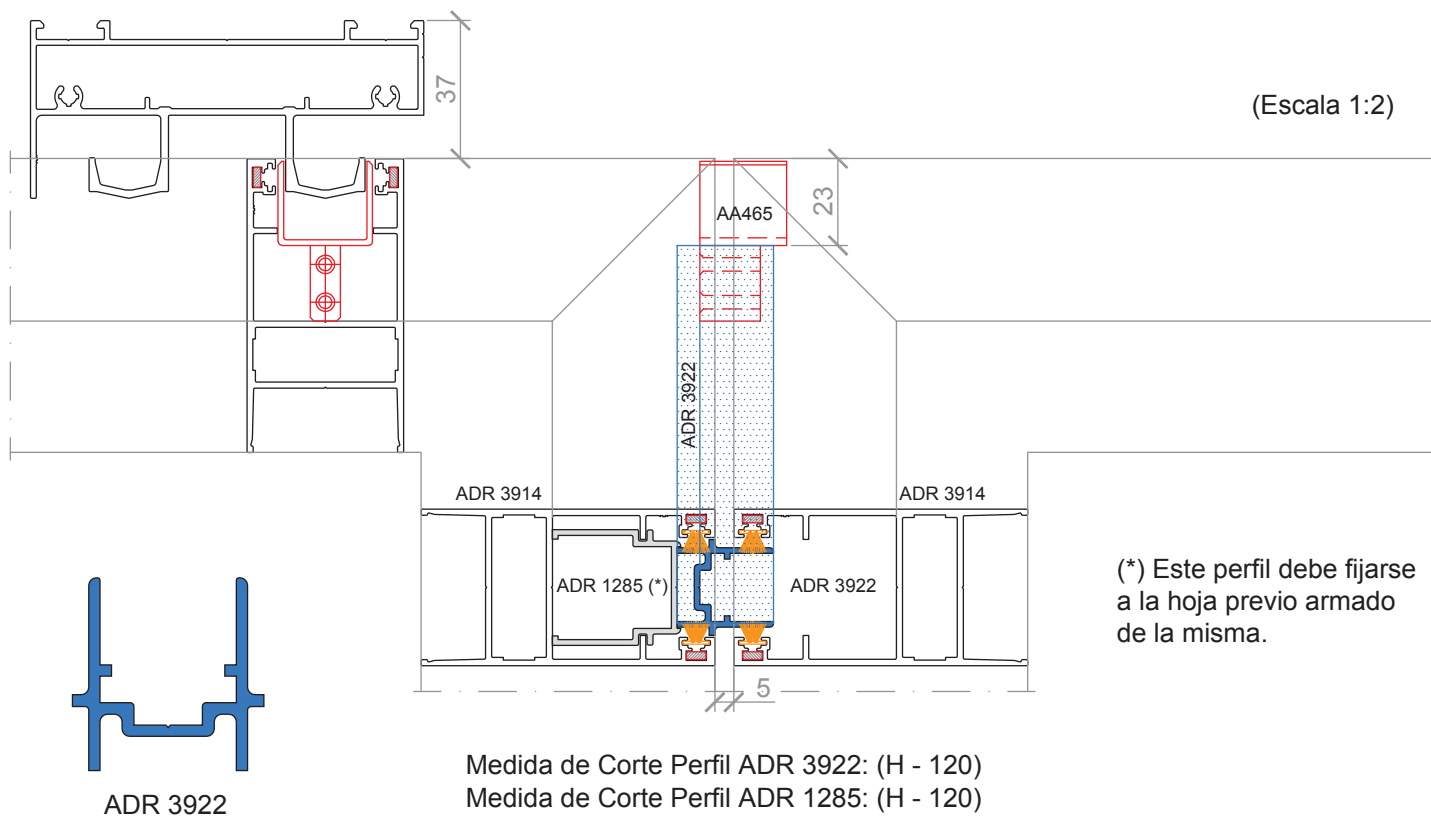 37
(Escala 1:2)
23
AA465
ADR 3922
ADR 3914
ADR 3914
ADR 1285 (*)
ADR 3922
(*) Este perfil debe fijarse
a la hoja previo armado
de la misma.
5
ADR 3922
Medida de Corte Perfil ADR 3922: (H - 120)
Medida de Corte Perfil ADR 1285: (H - 120)